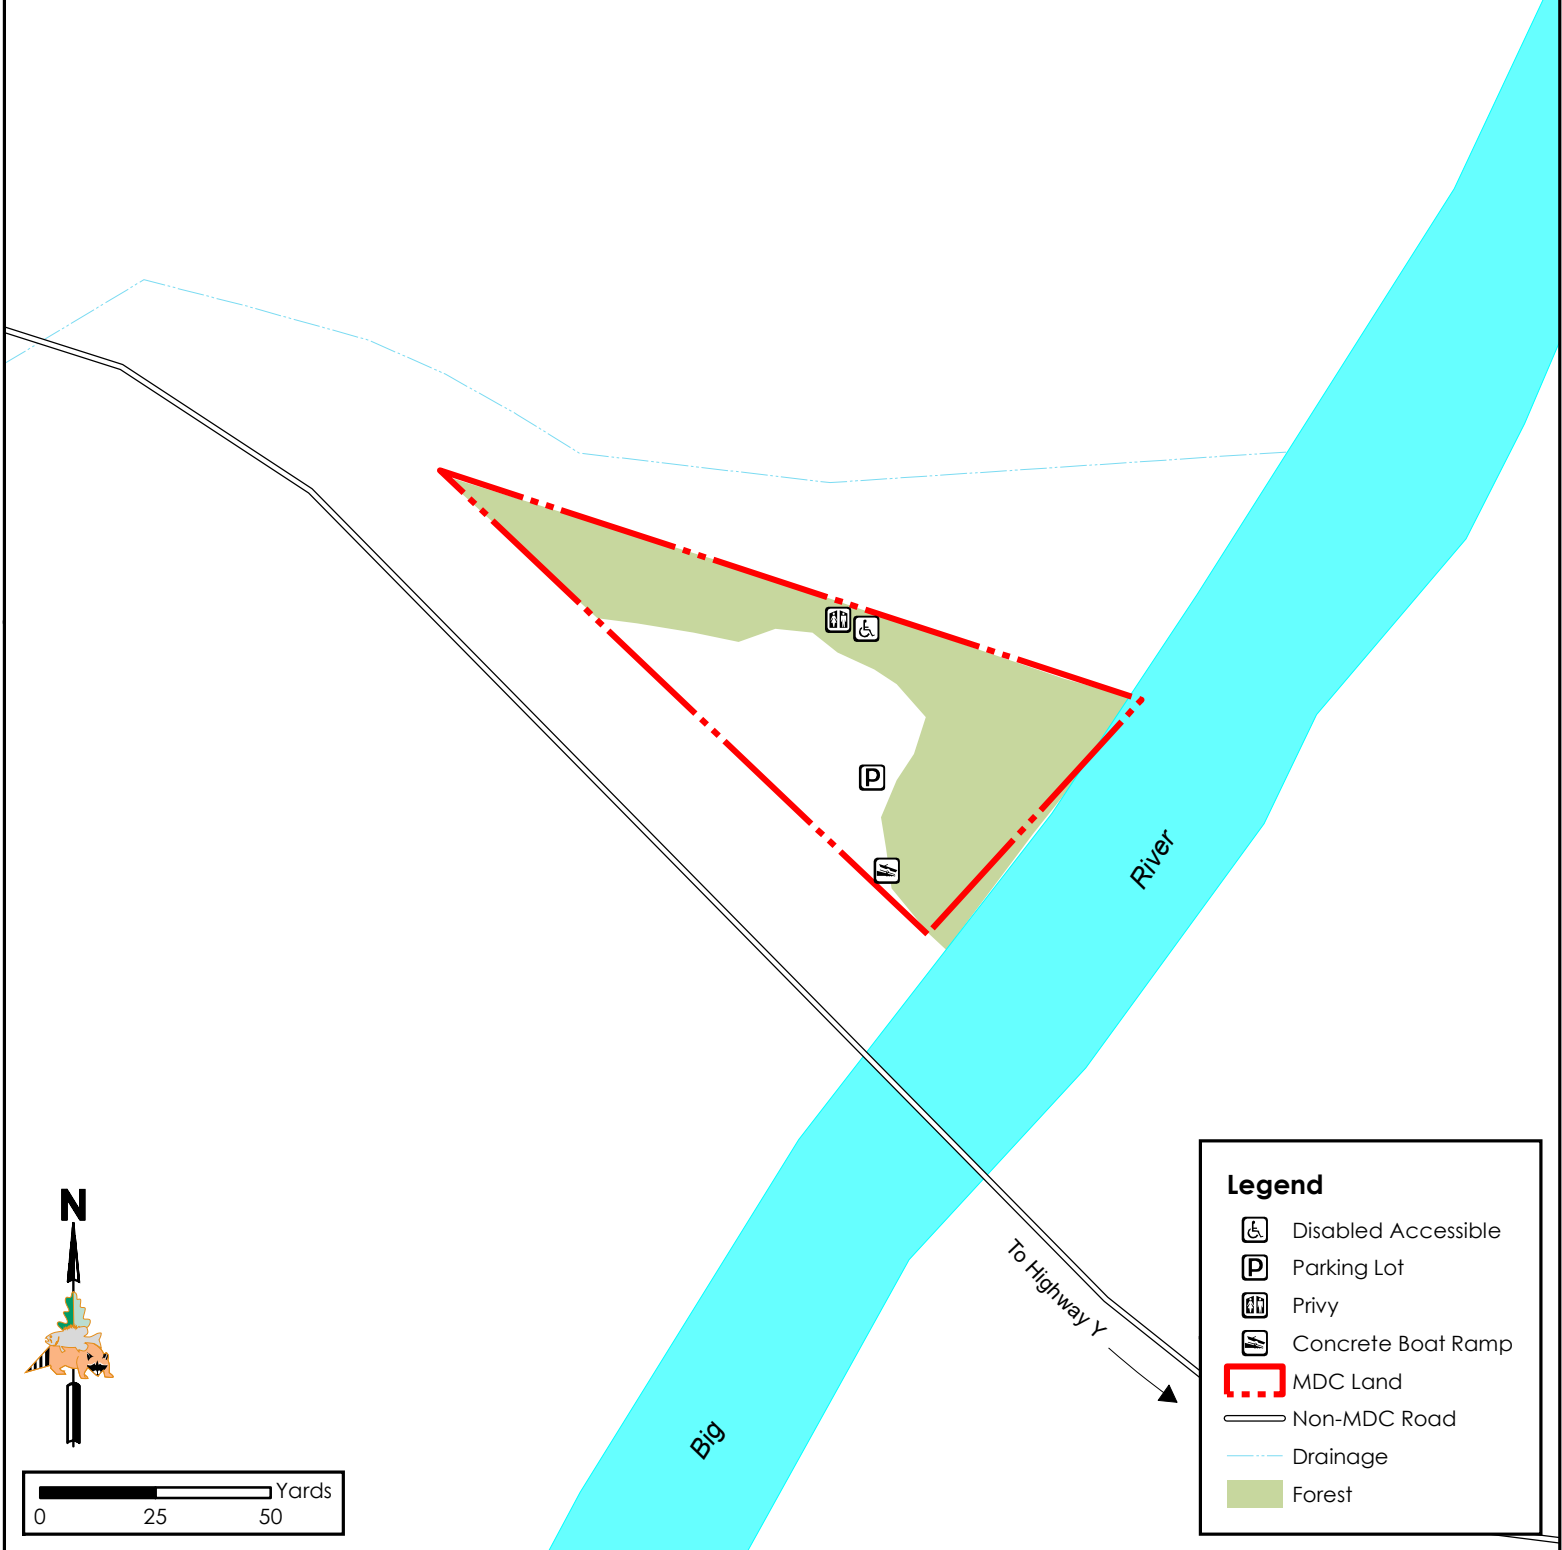 River
Big
To Highway Y
N
Yards
0 25 50
Legend
Disabled Accessible
P Parking Lot
Privy
Concrete Boat Ramp
MDC Land
Non-MDC Road
Drainage
Forest
P